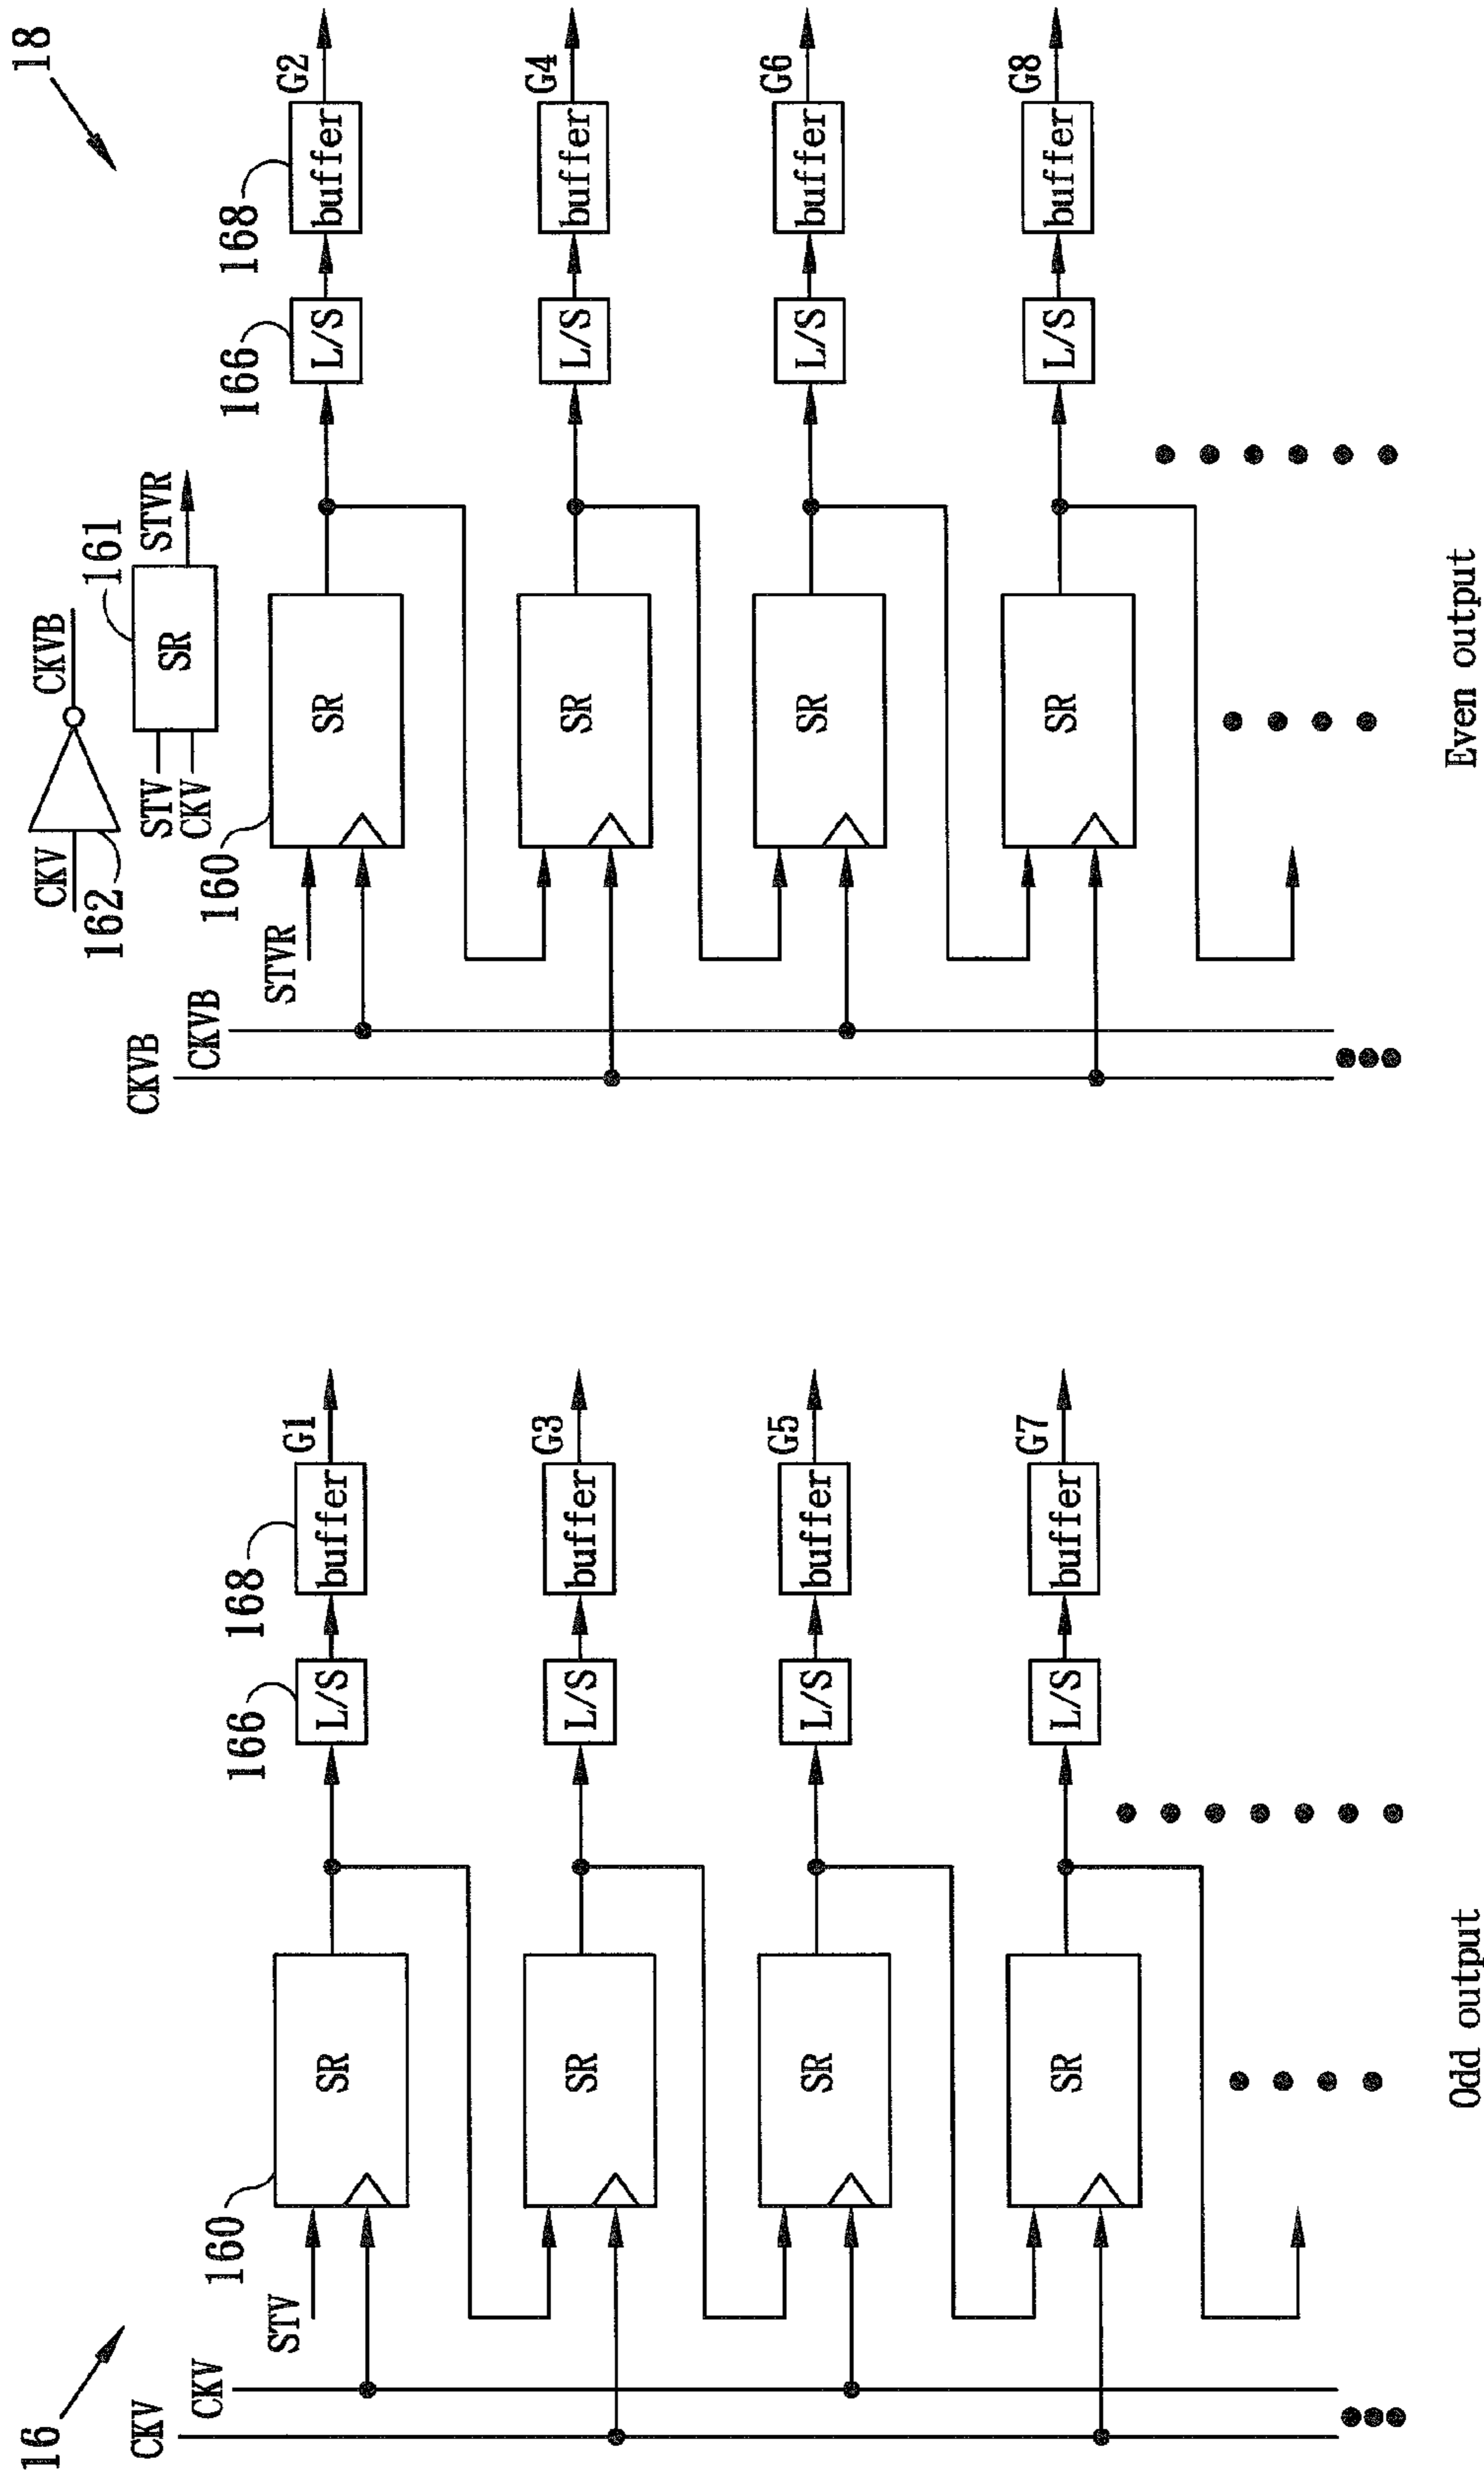 16
CKV
CKV
STV
160
SR
166
L/S
168
buffer
G1
SR
L/S
buffer
G3
SR
L/S
buffer
G5
SR
L/S
buffer
G7
Odd output
18
CKV
CKVB
162
STV
CKV
SR
161
STVR
CKVB
CKVB
STVR
160
SR
166
L/S
168
buffer
G2
SR
L/S
buffer
G4
SR
L/S
buffer
G6
SR
L/S
buffer
G8
Even output